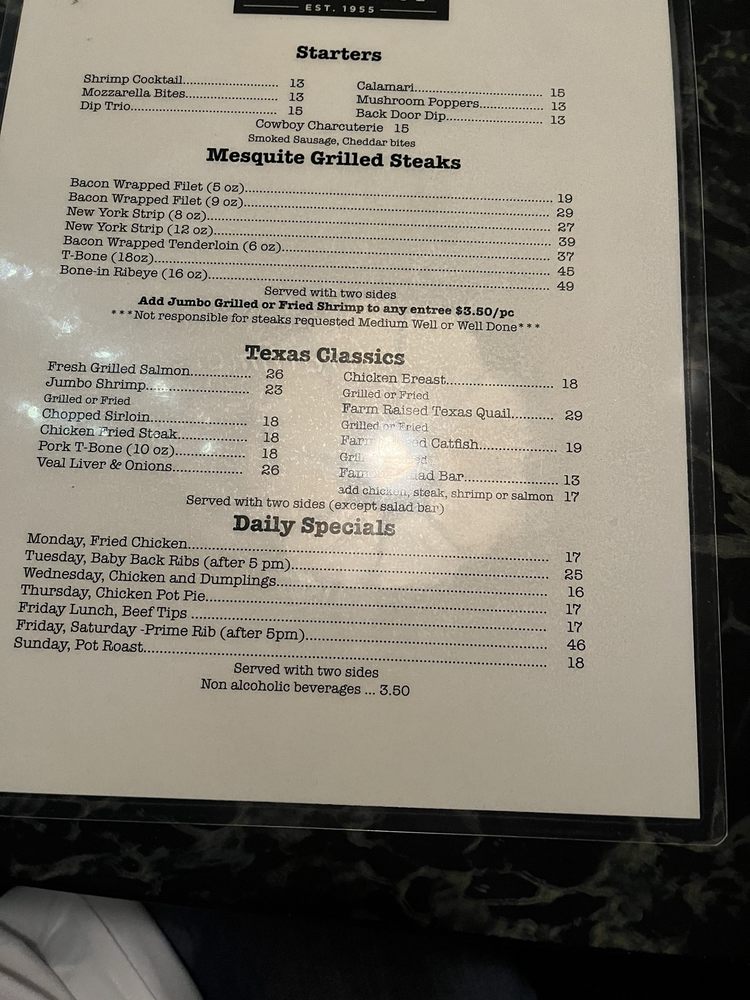 EST. 1955
Starters
Shrimp Cocktail............................ 13
Mozzarella Bites........................... 13
Dip Trio........................................... 15
Calamari...................................... 15
Mushroom Poppers................... 13
Back Door Dip............................. 13
Cowboy Charcuterie 15
Smoked Sausage, Cheddar bites
Mesquite Grilled Steaks
Bacon Wrapped Filet (5 oz)........................................................ 19
Bacon Wrapped Filet (9 oz)........................................................ 29
New York Strip (8 oz)................................................................. 27
New York Strip (12 oz)............................................................... 39
Bacon Wrapped Tenderloin (6 oz)............................................. 37
T-Bone (18oz)............................................................................. 45
Bone-in Ribeye (16 oz)............................................................... 49
Served with two sides
Add Jumbo Grilled or Fried Shrimp to any entree $3.50/pc
***Not responsible for steaks requested Medium Well or Well Done***
Texas Classics
Fresh Grilled Salmon................. 26
Jumbo Shrimp............................ 23
Grilled or Fried
Chopped Sirloin.......................... 18
Chicken Fried Steak................... 18
Pork T-Bone (10 oz).................... 18
Veal Liver & Onions.................... 26
Chicken Breast............................ 18
Grilled or Fried
Farm Raised Texas Quail.......... 29
Grilled or Fried
Catfish................... 19
Salad Bar......................... 13
add chicken, steak, shrimp or salmon 17
Served with two sides (except salad bar)
Daily Specials
Monday, Fried Chicken.............................................................. 17
Tuesday, Baby Back Ribs (after 5 pm)....................................... 25
Wednesday, Chicken and Dumplings......................................... 16
Thursday, Chicken Pot Pie......................................................... 17
Friday Lunch, Beef Tips ............................................................ 17
Friday, Saturday -Prime Rib (after 5pm).................................. 46
Sunday, Pot Roast....................................................................... 18
Served with two sides
Non alcoholic beverages ... 3.50